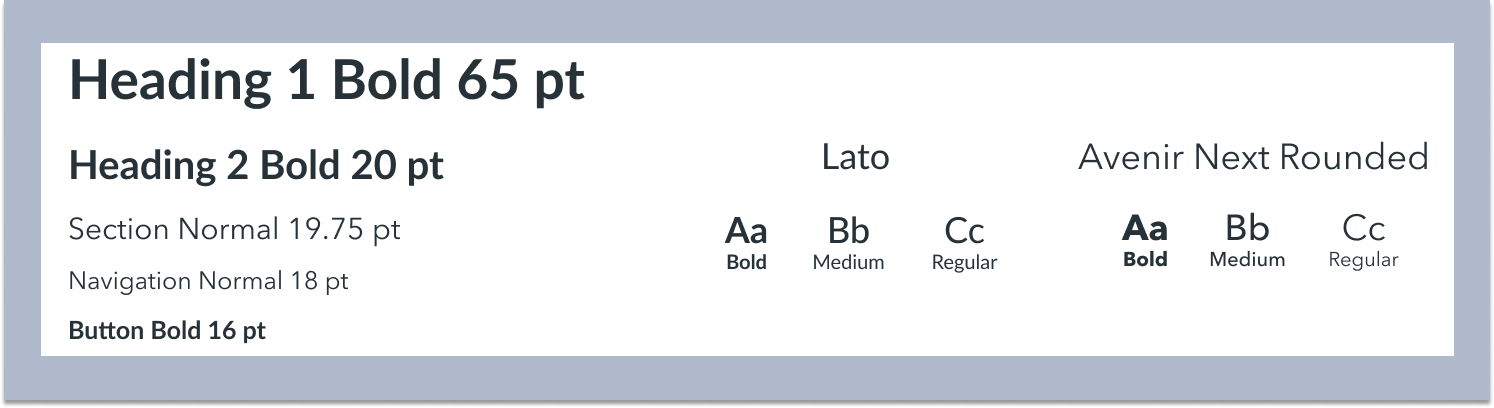 Heading 1 Bold 65 pt
Heading 2 Bold 20 pt
Section Normal 19.75 pt
Navigation Normal 18 pt
Button Bold 16 pt
Lato
Aa Bb Cc
Bold Medium Regular
Avenir Next Rounded
Aa Bb Cc
Bold Medium Regular